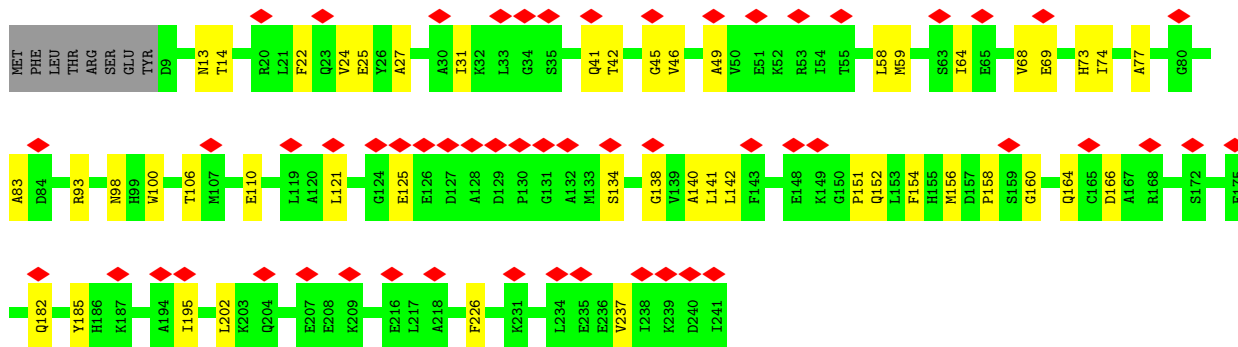 MET PHE LEU THR ARG SER GLU TYR D9 N13 T14 R20 L21 F22 Q23 V24 E25 Y26 A27 A30 I31 K32 L33 G34 S35 Q41 T42 G45 V46 A49 V50 E51 K52 R53 I54 T55 L58 M59 S63 I64 E65 V68 E69 H73 I74 A77 G80
A83 D84 R93 N98 H99 W100 T106 M107 E110 L119 A120 L121 G124 E125 E126 D127 A128 D129 P130 G131 A132 M133 S134 G138 V139 A140 L141 L142 F143 E148 K149 G150 P151 Q152 L153 F154 H155 M156 D157 P158 S159 G160 Q164 C165 D166 A167 R168 S172
Q182 Y185 H186 K187 A194 I195 L202 K203 Q204 E207 E208 K209 E216 L217 A218 F226 K231 L234 E235 E236 V237 I238 K239 D240 I241